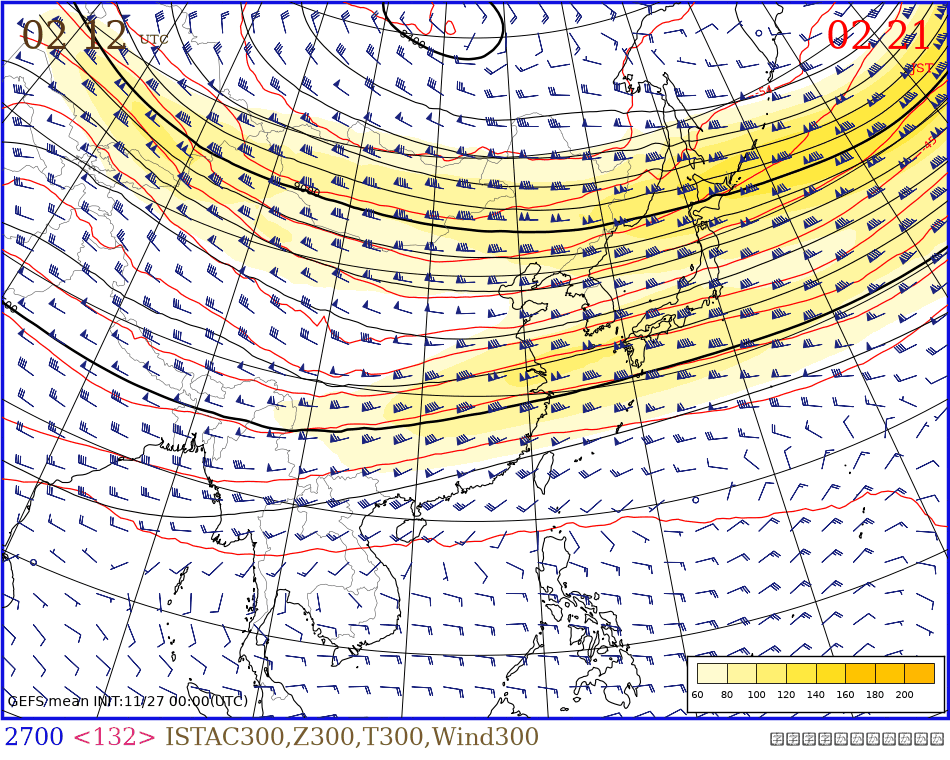 02 12 UTC
02 21
JST
8400
9000
GEFS/mean INIT:11/27 00:00(UTC)
60 80 100 120 140 160 180 200
2700 <132> ISTAC300,Z300,T300,Wind300